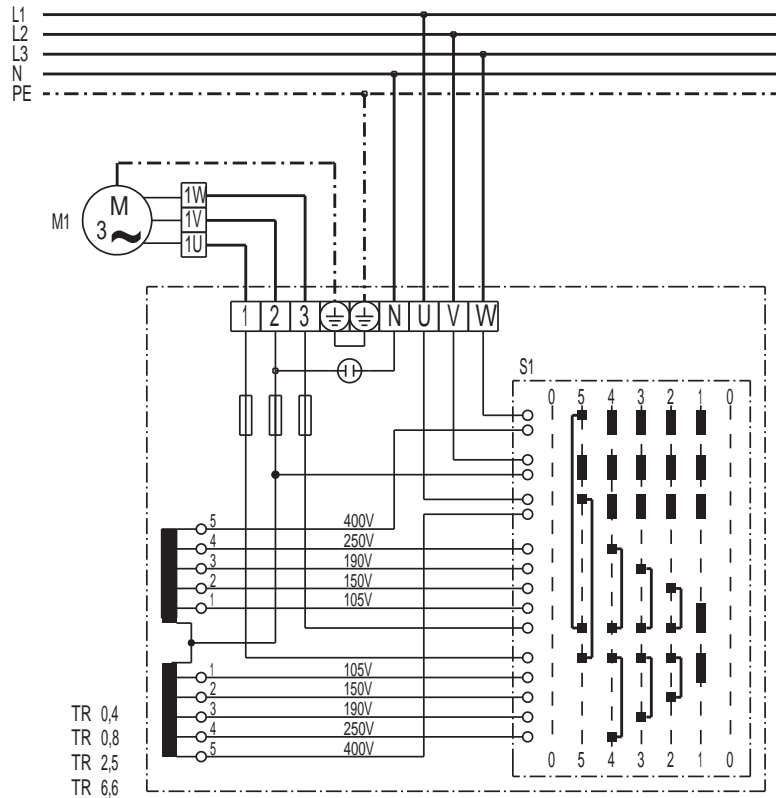 L1
L2
L3
N
PE
M1
M
3
1W
1V
1U
1 2 3 N U V W
S1
0 5 4 3 2 1 0
5 400V
4 250V
3 190V
2 150V
1 105V
1 105V
2 150V
3 190V
4 250V
5 400V
0 5 4 3 2 1 0
TR 0,4
TR 0,8
TR 2,5
TR 6,6